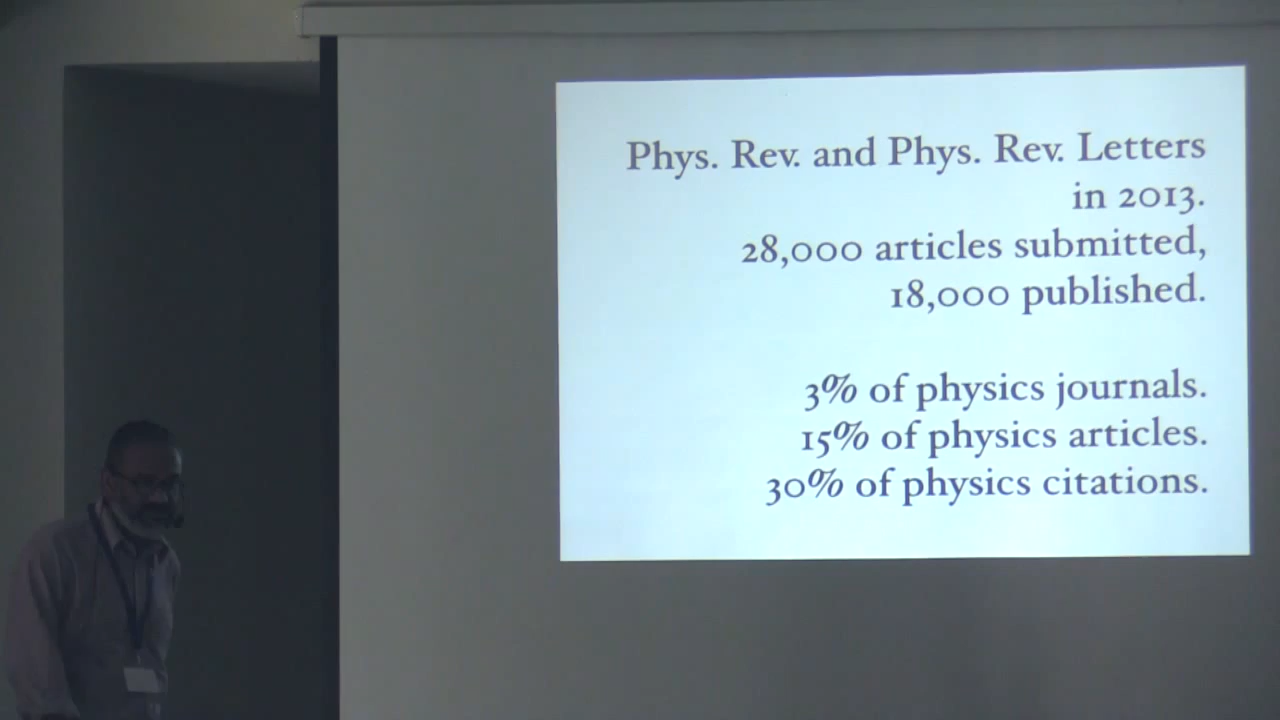 Phys. Rev. and Phys. Rev. Letters
in 2013.
28,000 articles submitted,
18,000 published.
3% of physics journals.
15% of physics articles.
30% of physics citations.